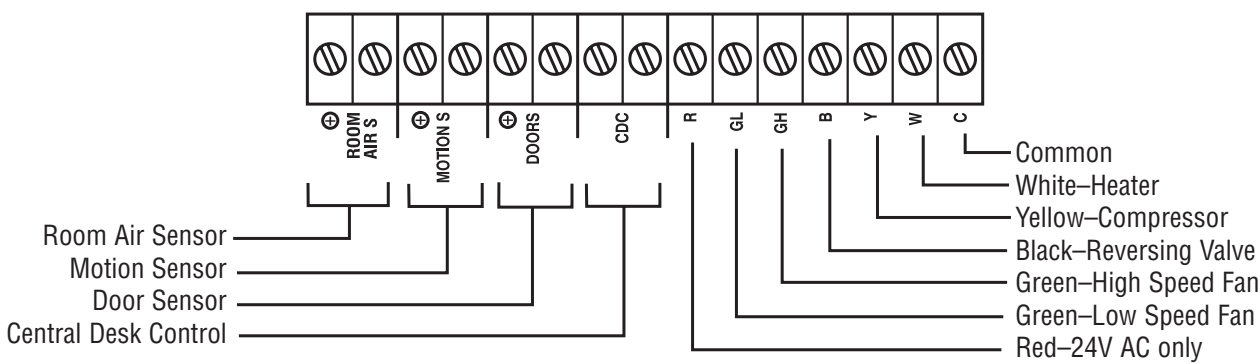 ⊕ ROOM AIR S
⊕ MOTION S
⊕ DOORS
CDC
R
GL
GH
B
Y
W
C
Common
White–Heater
Yellow–Compressor
Black–Reversing Valve
Green–High Speed Fan
Green–Low Speed Fan
Red–24V AC only
Room Air Sensor
Motion Sensor
Door Sensor
Central Desk Control